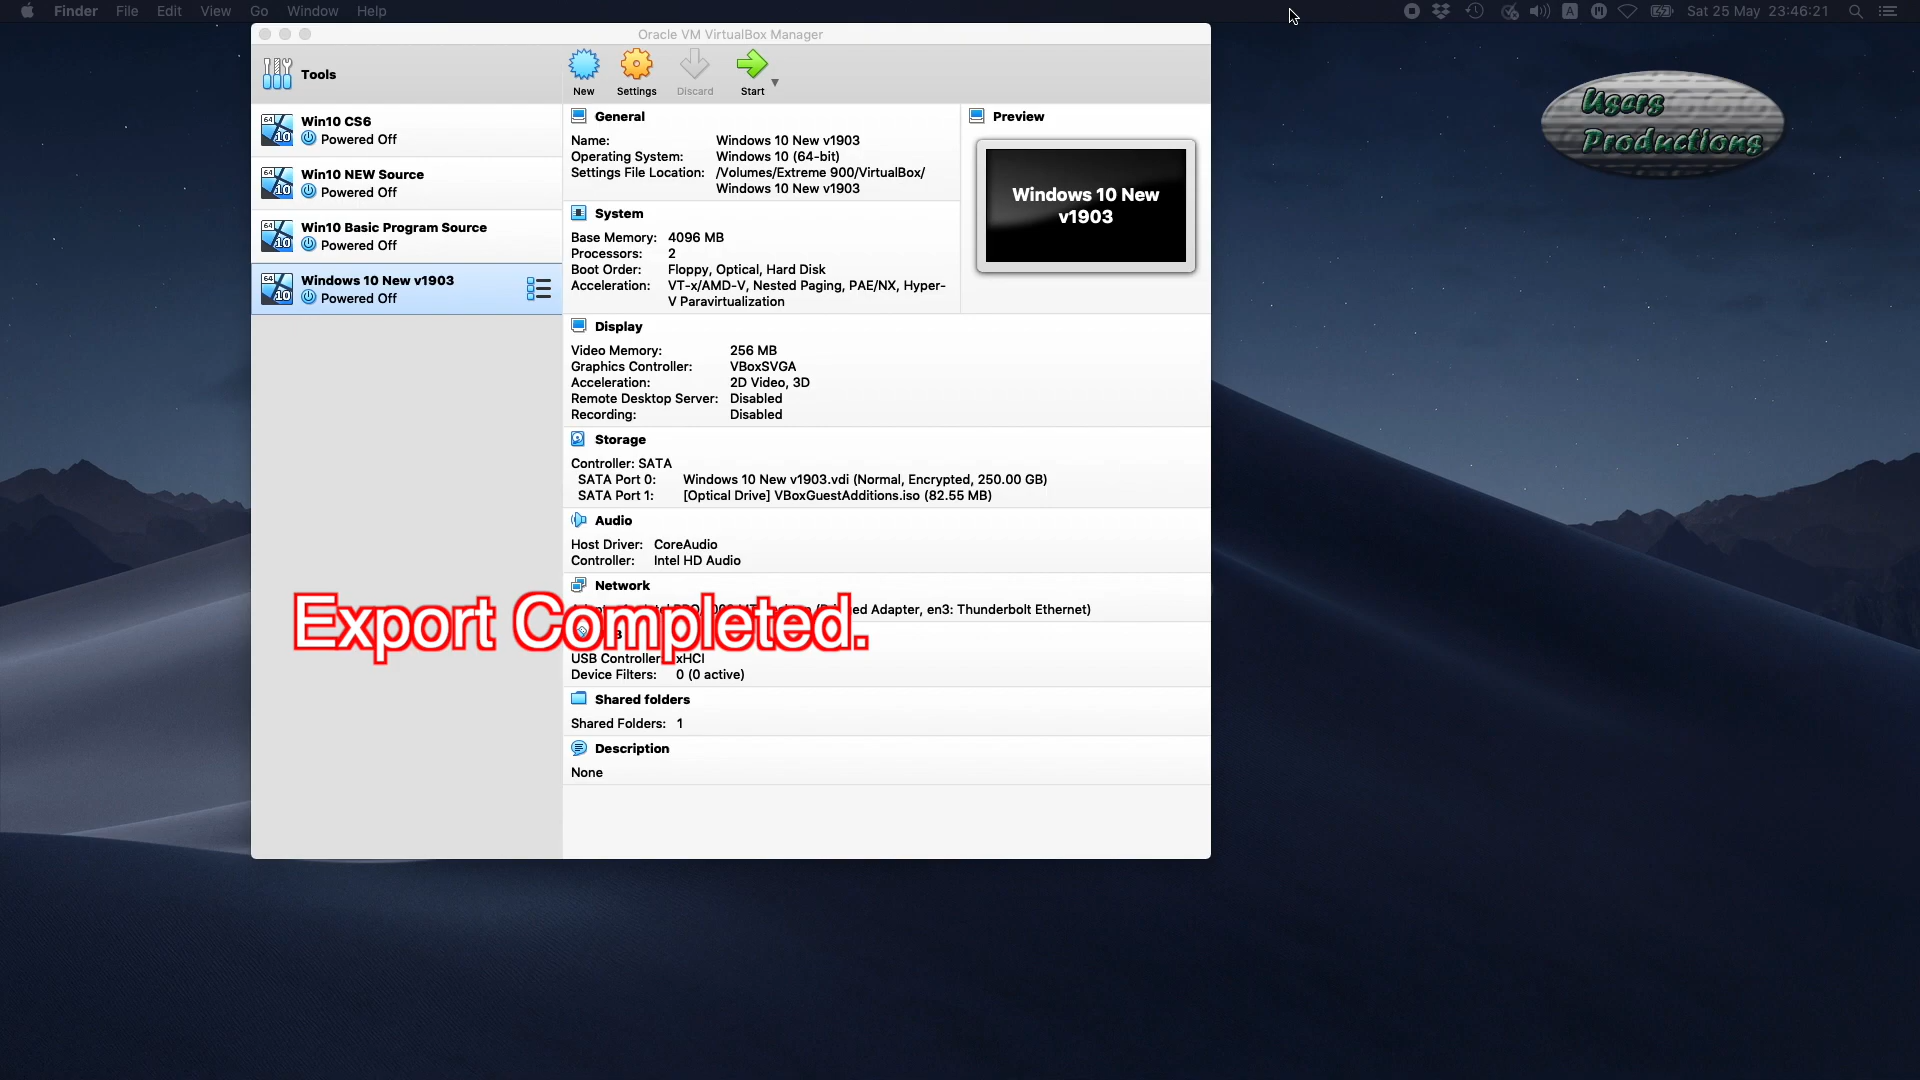 Finder File Edit View Go Window Help
Sat 25 May 23:46:21
Oracle VM VirtualBox Manager
Users
Productions
Tools
New Settings Discard Start
Win10 CS6
Powered Off
Win10 NEW Source
Powered Off
Win10 Basic Program Source
Powered Off
Windows 10 New v1903
Powered Off
General
Name: Windows 10 New v1903
Operating System: Windows 10 (64-bit)
Settings File Location: /Volumes/Extreme 900/VirtualBox/
Windows 10 New v1903
Preview
Windows 10 New
v1903
System
Base Memory: 4096 MB
Processors: 2
Boot Order: Floppy, Optical, Hard Disk
Acceleration: VT-x/AMD-V, Nested Paging, PAE/NX, Hyper-
V Paravirtualization
Display
Video Memory: 256 MB
Graphics Controller: VBoxSVGA
Acceleration: 2D Video, 3D
Remote Desktop Server: Disabled
Recording: Disabled
Storage
Controller: SATA
SATA Port 0: Windows 10 New v1903.vdi (Normal, Encrypted, 250.00 GB)
SATA Port 1: [Optical Drive] VBoxGuestAdditions.iso (82.55 MB)
Audio
Host Driver: CoreAudio
Controller: Intel HD Audio
Network
Adapter, en3: Thunderbolt Ethernet)
Export Completed.
USB Controller xHCI
Device Filters: 0 (0 active)
Shared folders
Shared Folders: 1
Description
None